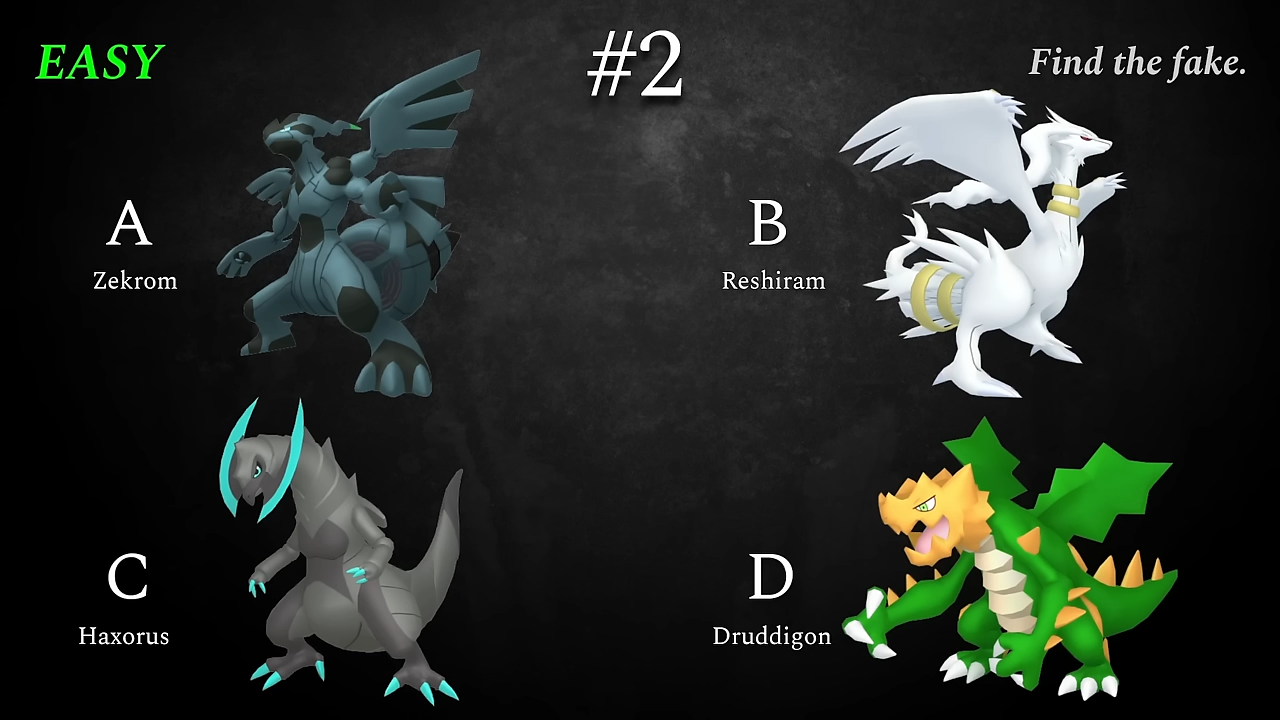 EASY
#2
Find the fake.
A
Zekrom
B
Reshiram
C
Haxorus
D
Druddigon